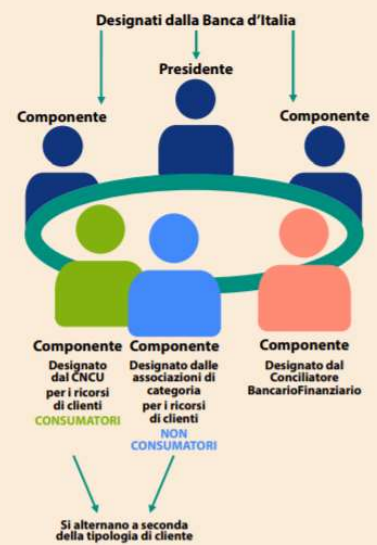 Designati dalla Banca d'Italia
Presidente
Componente
Componente
Componente
Designato
dal CNCU
per i ricorsi
di clienti
CONSUMATORI
Componente
Designato dalle
associazioni di
categoria
per i ricorsi
di clienti
NON
CONSUMATORI
Componente
Designato dal
Conciliatore
BancarioFinanziario
Si alternano a seconda
della tipologia di cliente